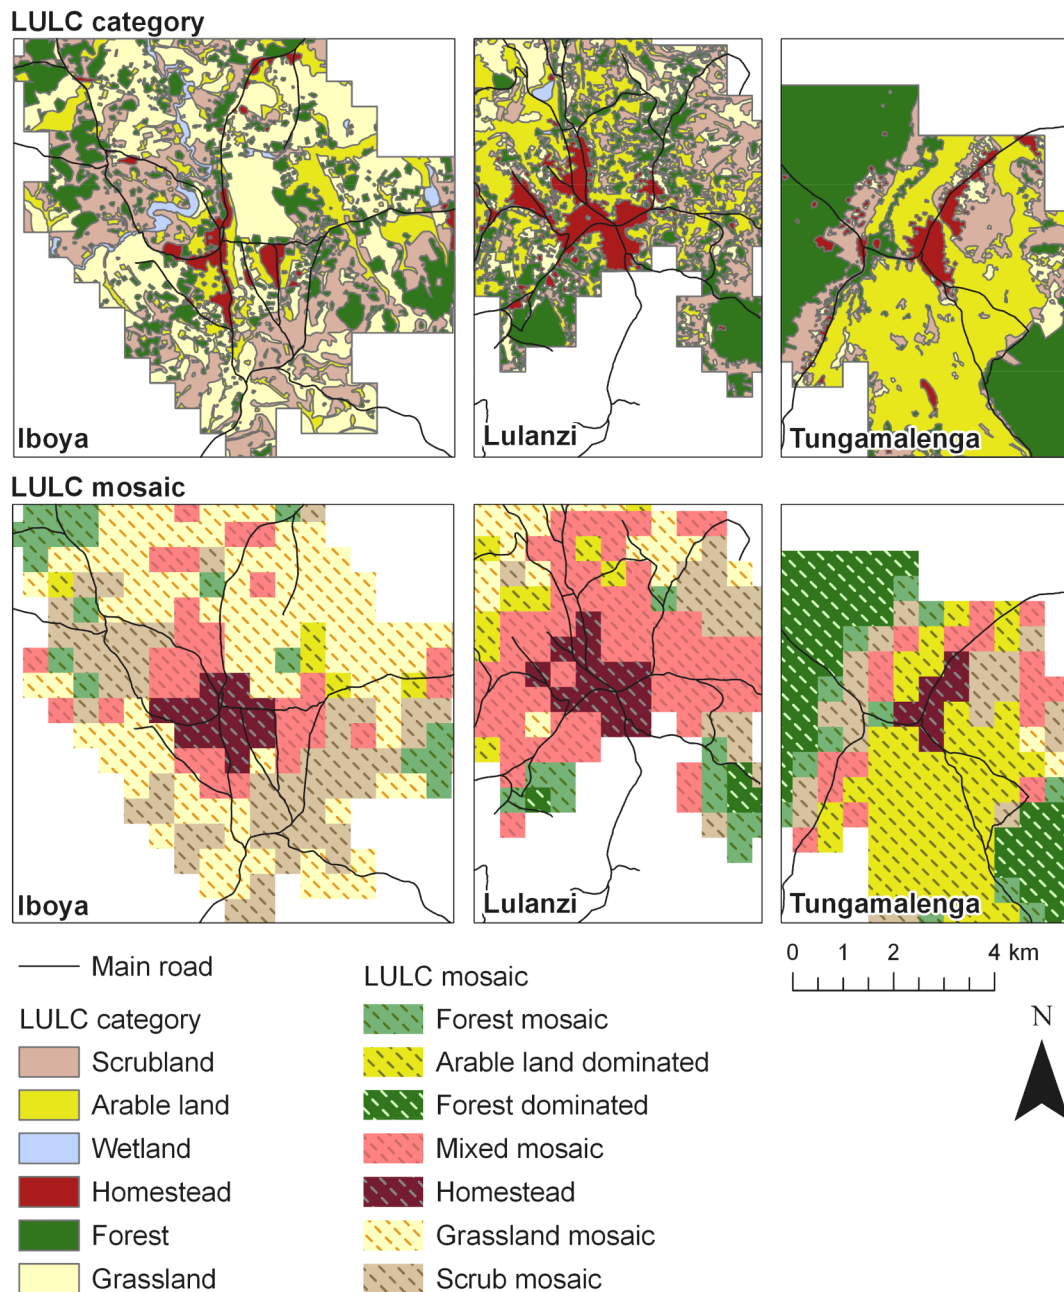 LULC category
Iboya
Lulanzi
Tungamalenga
LULC mosaic
Iboya
Lulanzi
Tungamalenga
0 1 2 4 km
N
Main road
LULC category
Scrubland
Arable land
Wetland
Homestead
Forest
Grassland
LULC mosaic
Forest mosaic
Arable land dominated
Forest dominated
Mixed mosaic
Homestead
Grassland mosaic
Scrub mosaic